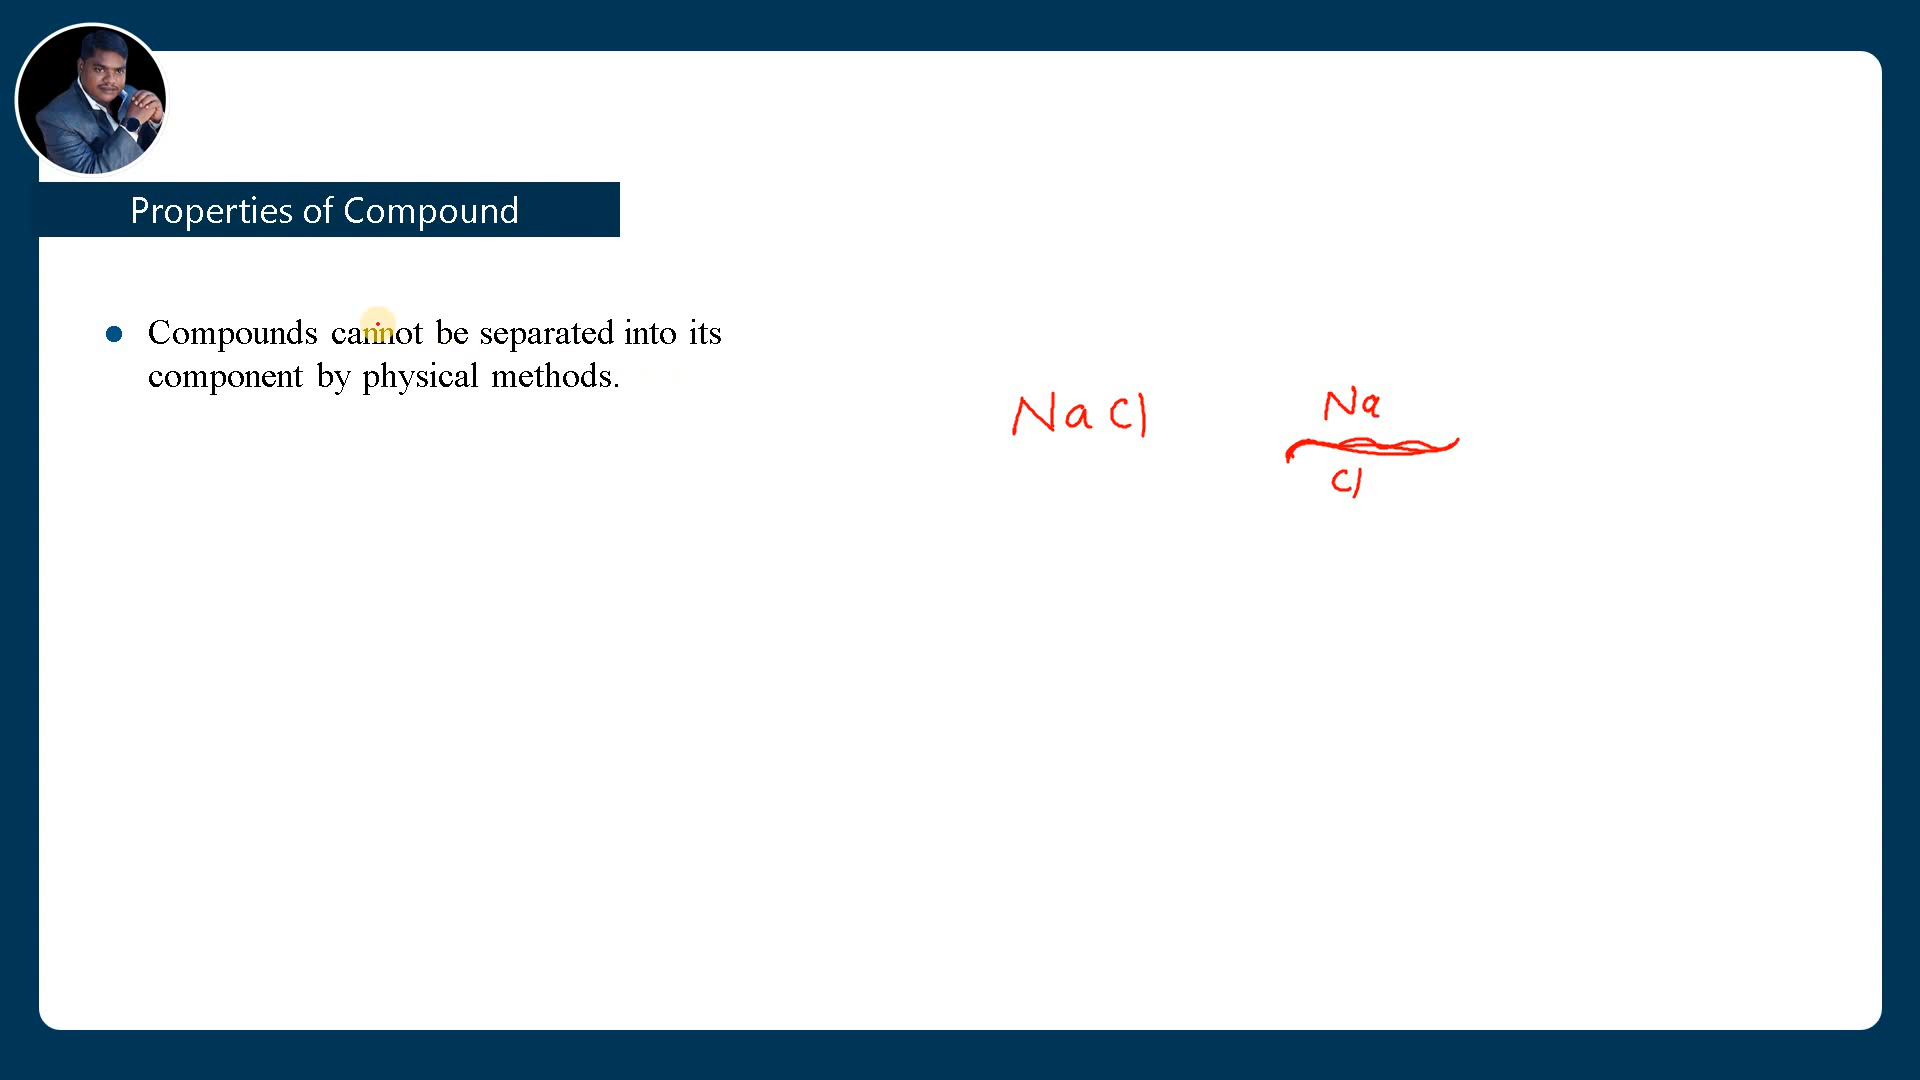 Properties of Compound
Compounds cannot be separated into its
component by physical methods.
NaCl
Na
Cl